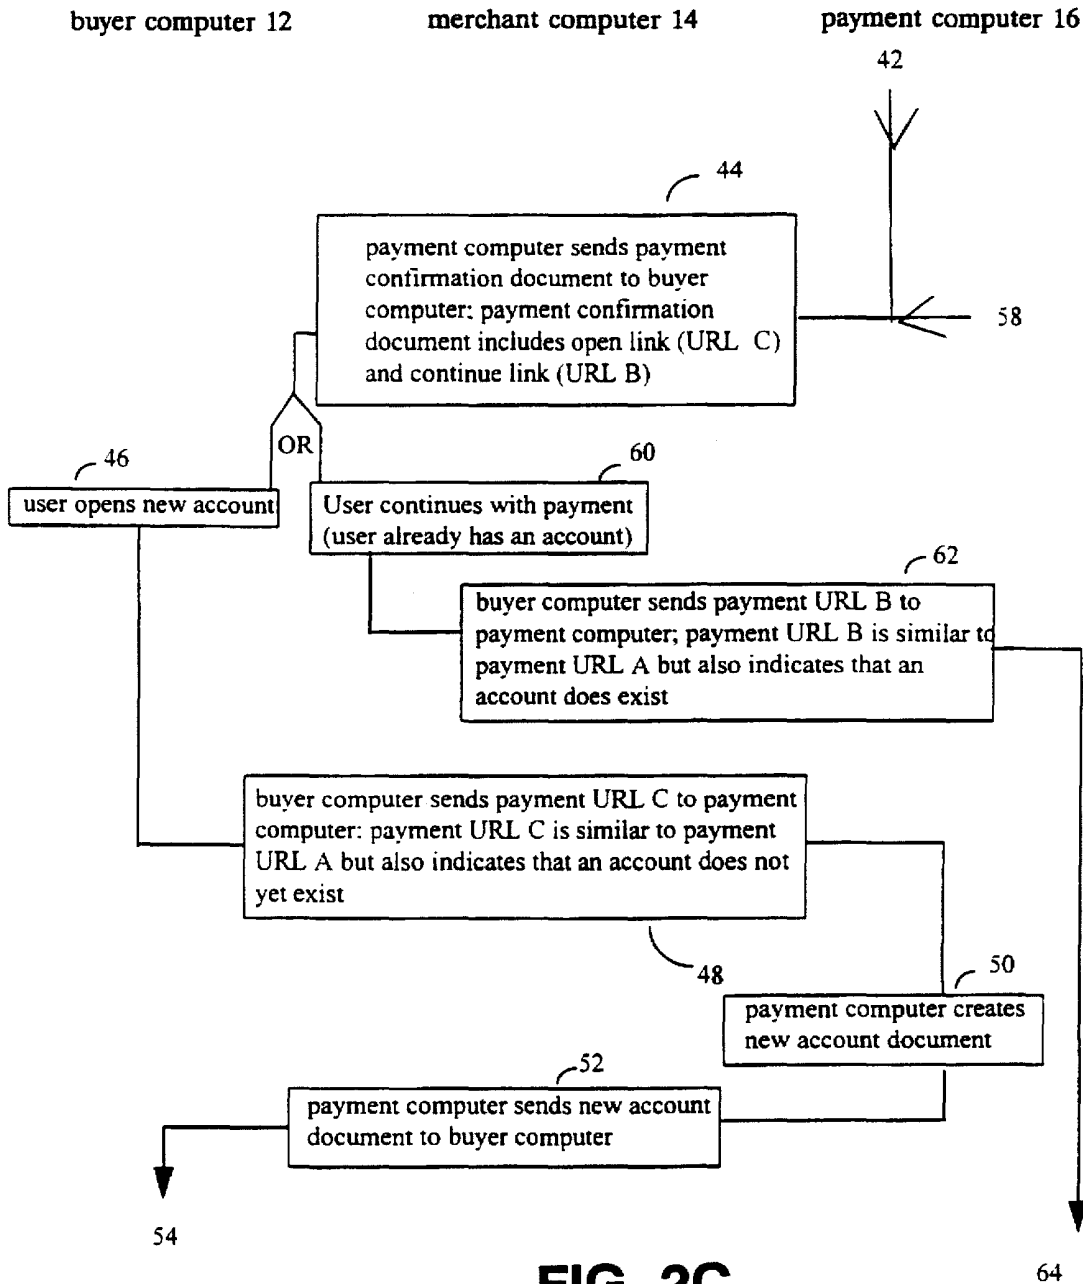 buyer computer 12 merchant computer 14 payment computer 16
42
44
payment computer sends payment
confirmation document to buyer
computer; payment confirmation
document includes open link (URL C)
and continue link (URL B)
58
OR
46
user opens new account
60
User continues with payment
(user already has an account)
62
buyer computer sends payment URL B to
payment computer; payment URL B is similar to
payment URL A but also indicates that an
account does exist
buyer computer sends payment URL C to payment
computer: payment URL C is similar to payment
URL A but also indicates that an account does not
yet exist
48
50
payment computer creates
new account document
52
payment computer sends new account
document to buyer computer
54
64
FIG. 2C